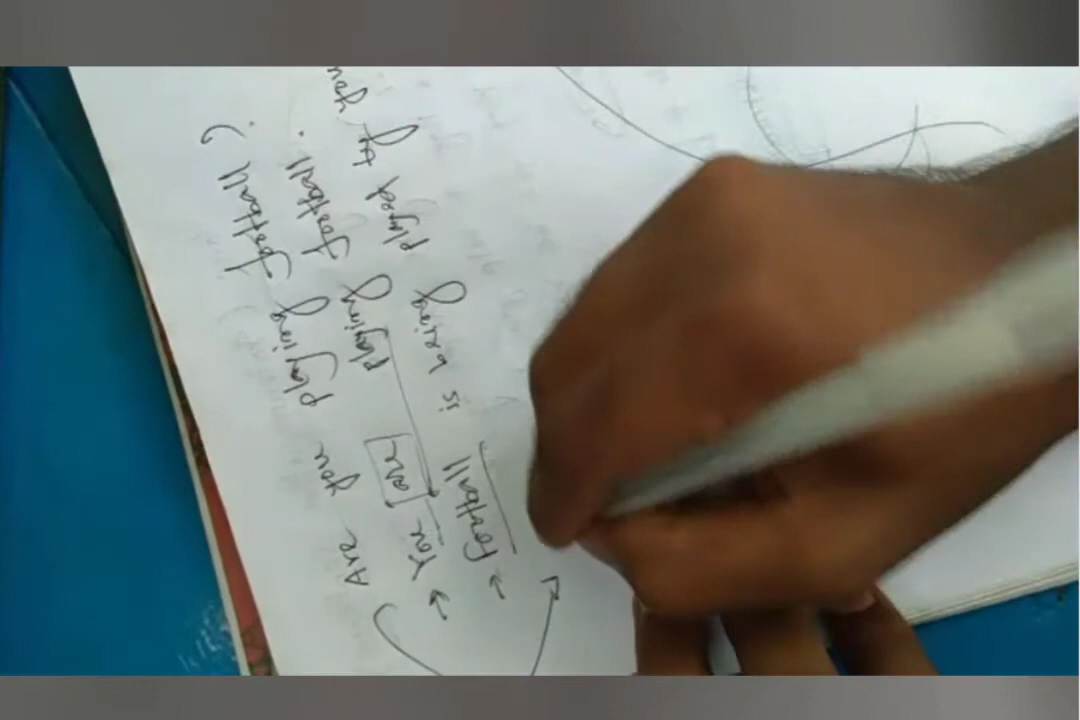 Are you playing football ?
→ You are playing football.
→ Football is being played by you